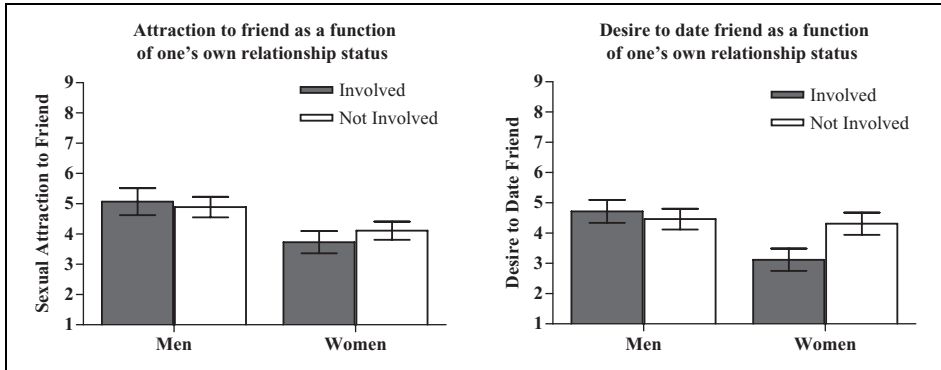 Attraction to friend as a function
of one's own relationship status
Sexual Attraction to Friend
9
8
7
6
5
4
3
2
1
Involved
Not Involved
Men
Women
Desire to date friend as a function
of one's own relationship status
Desire to Date Friend
9
8
7
6
5
4
3
2
1
Involved
Not Involved
Men
Women